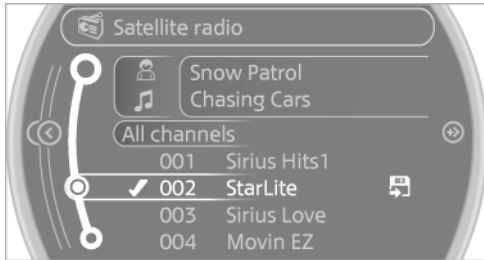 Satellite radio
Snow Patrol
Chasing Cars
All channels
001 Sirius Hits1
002 StarLite
003 Sirius Love
004 Movin EZ